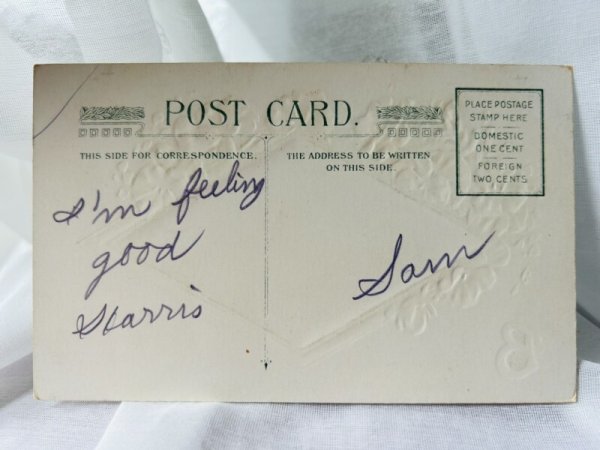 POST CARD.
THIS SIDE FOR CORRESPONDENCE.
THE ADDRESS TO BE WRITTEN
ON THIS SIDE.
PLACE POSTAGE
STAMP HERE
DOMESTIC
ONE CENT
FOREIGN
TWO CENTS
I'm feeling
good
Harris
Sam